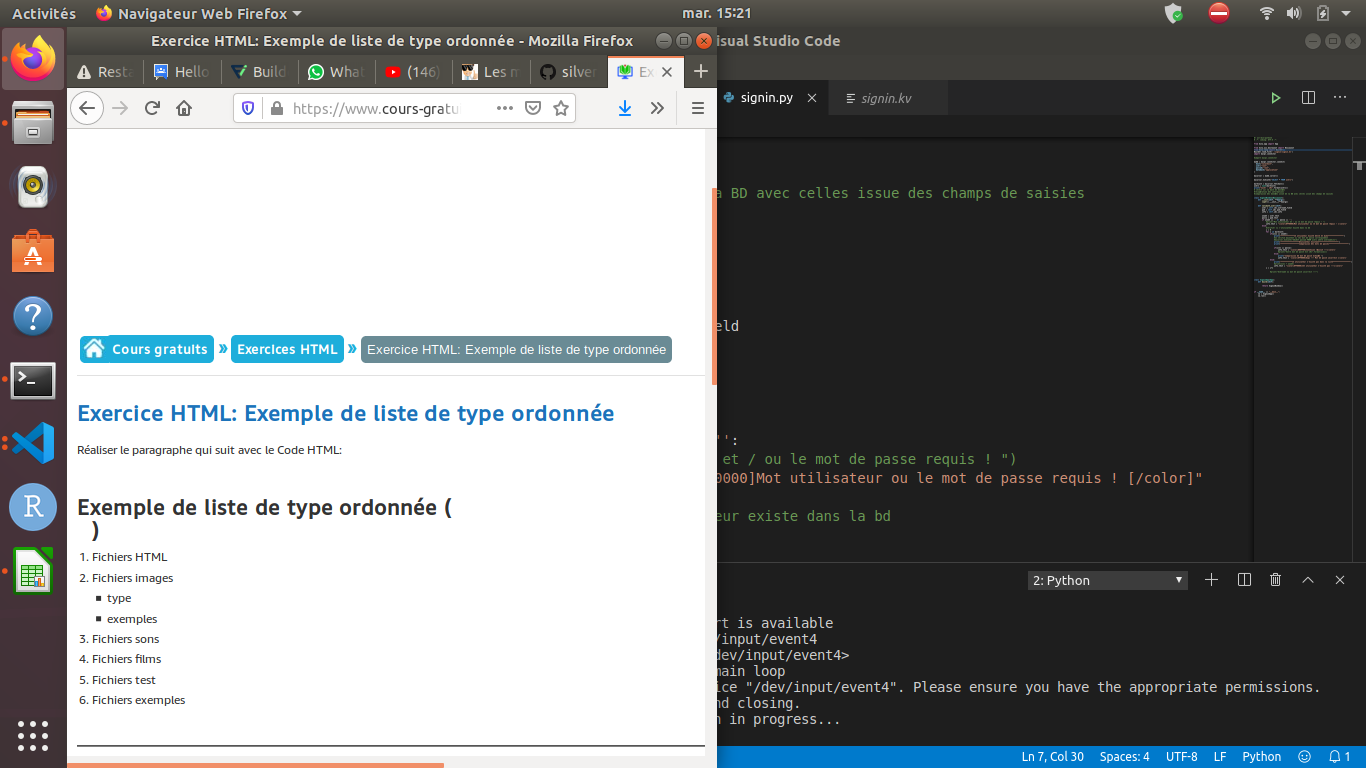 Activités
Navigateur Web Firefox
mar. 15:21
Exercice HTML: Exemple de liste de type ordonnée - Mozilla Firefox
isual Studio Code
Resta
Hello
Build
What
(146)
Les m
silver
Ex
signin.py
signin.kv
https://www.cours-gratu
a BD avec celles issue des champs de saisies
eld
Cours gratuits » Exercices HTML » Exercice HTML: Exemple de liste de type ordonnée
Exercice HTML: Exemple de liste de type ordonnée
Réaliser le paragraphe qui suit avec le Code HTML:
Exemple de liste de type ordonnée (
)
1. Fichiers HTML
2. Fichiers images
type
exemples
3. Fichiers sons
4. Fichiers films
5. Fichiers test
6. Fichiers exemples
'':
et / ou le mot de passe requis ! ")
0000]Mot utilisateur ou le mot de passe requis ! [/color]"
eur existe dans la bd
2: Python
rt is available
/input/event4
dev/input/event4>
main loop
ice "/dev/input/event4". Please ensure you have the appropriate permissions.
nd closing.
n in progress...
Ln 7, Col 30
Spaces: 4
UTF-8
LF
Python
1